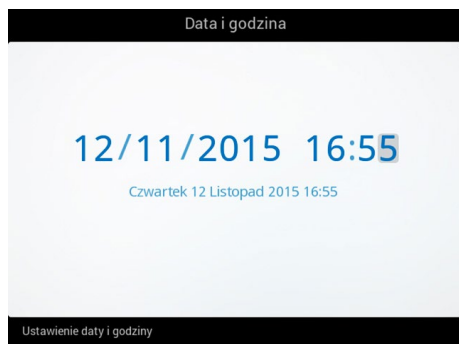 Data i godzina
12/11/2015 16:55
Czwartek 12 Listopad 2015 16:55
Ustawienie daty i godziny